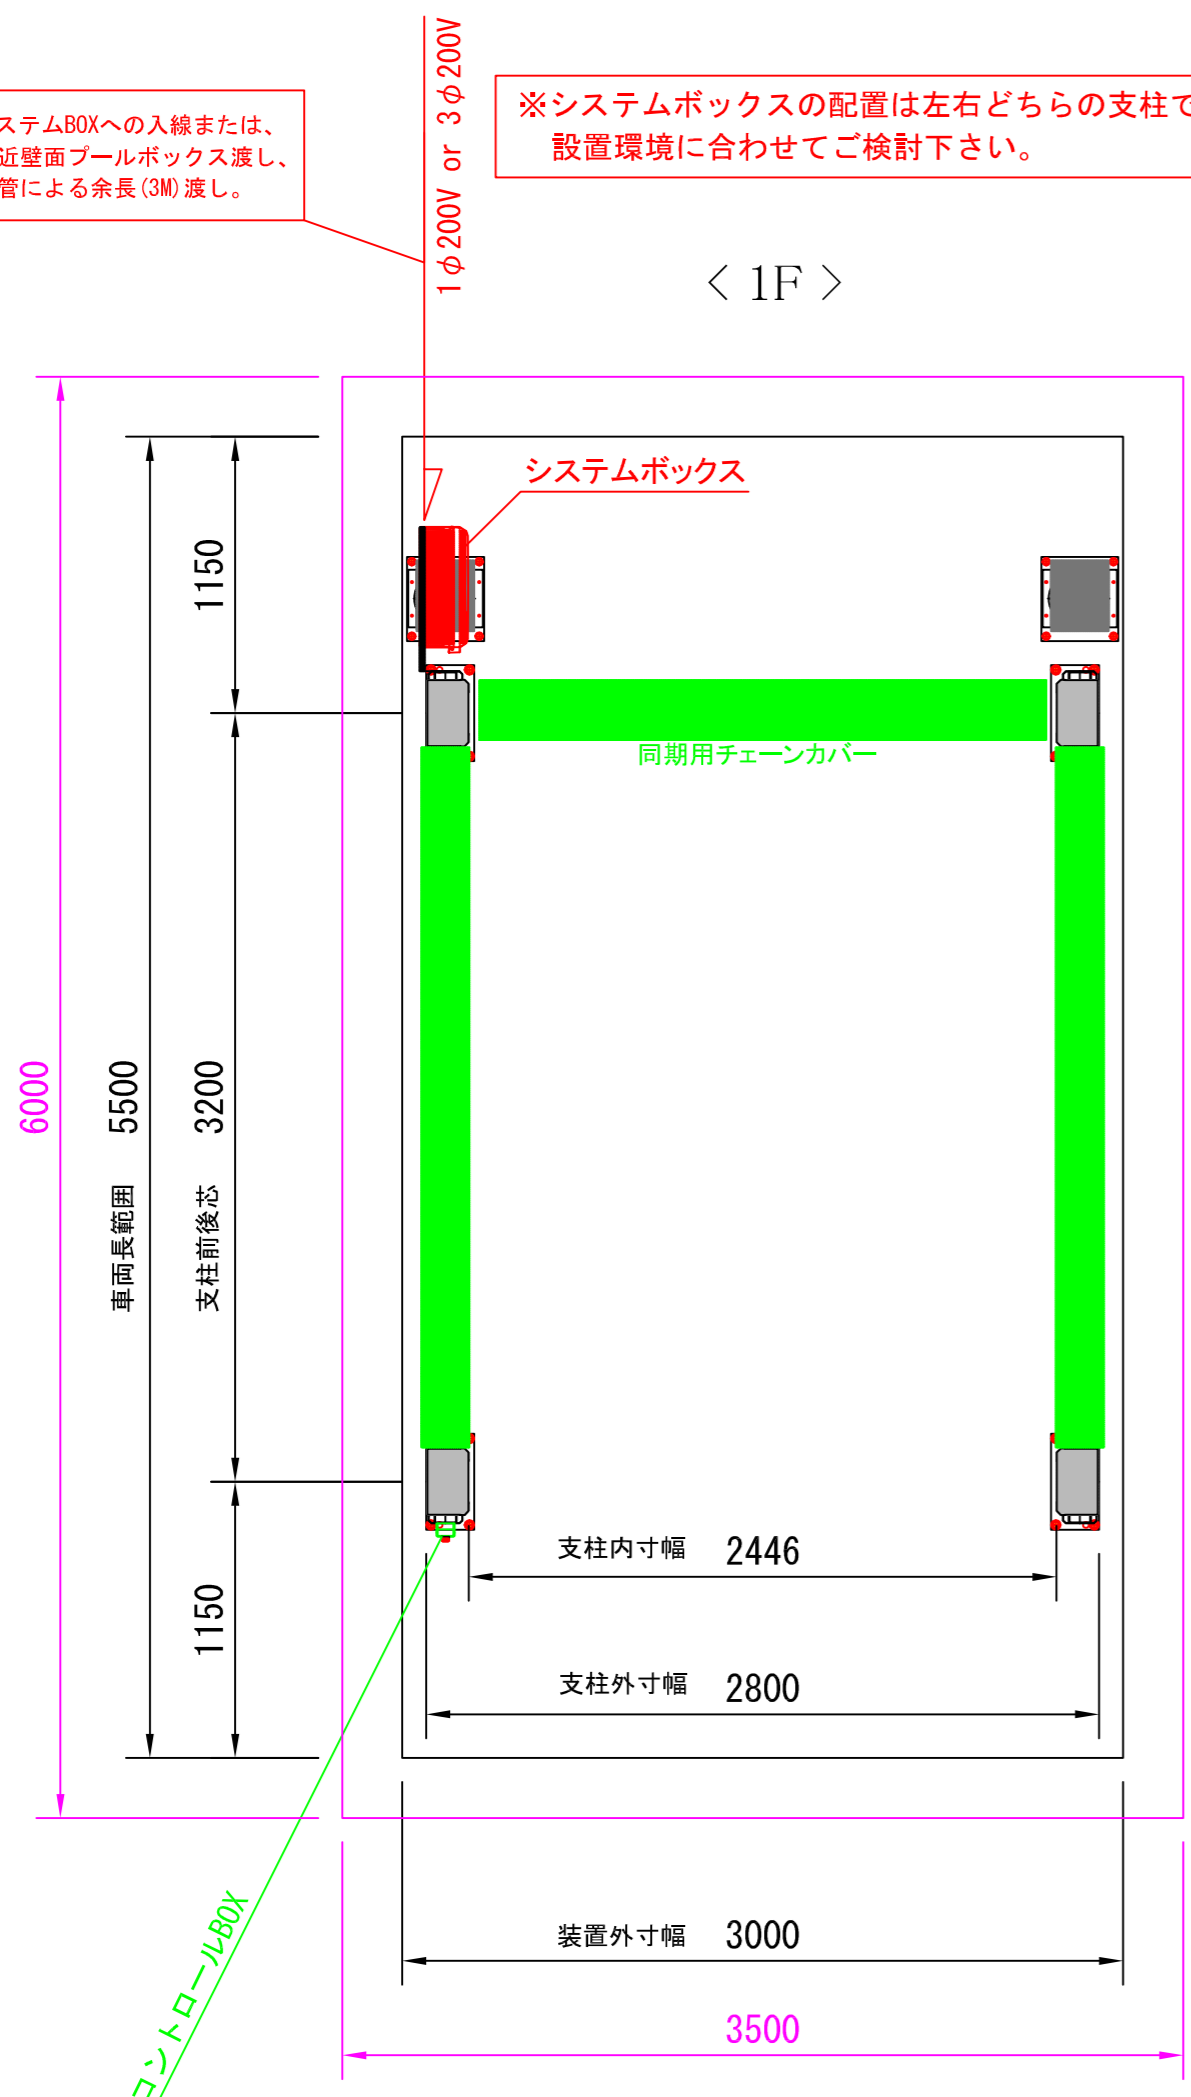 1φ200V or 3φ200V
ステムBOXへの入線または、
近壁面プールボックス渡し、
管による余長(3M)渡し。
※システムボックスの配置は左右どちらの支柱で
設置環境に合わせてご検討下さい。
< 1F >
システムボックス
1150
同期用チェーンカバー
6000
車両長範囲 5500
支柱前後芯 3200
支柱内寸幅 2446
1150
支柱外寸幅 2800
コントロールBOX
装置外寸幅 3000
3500